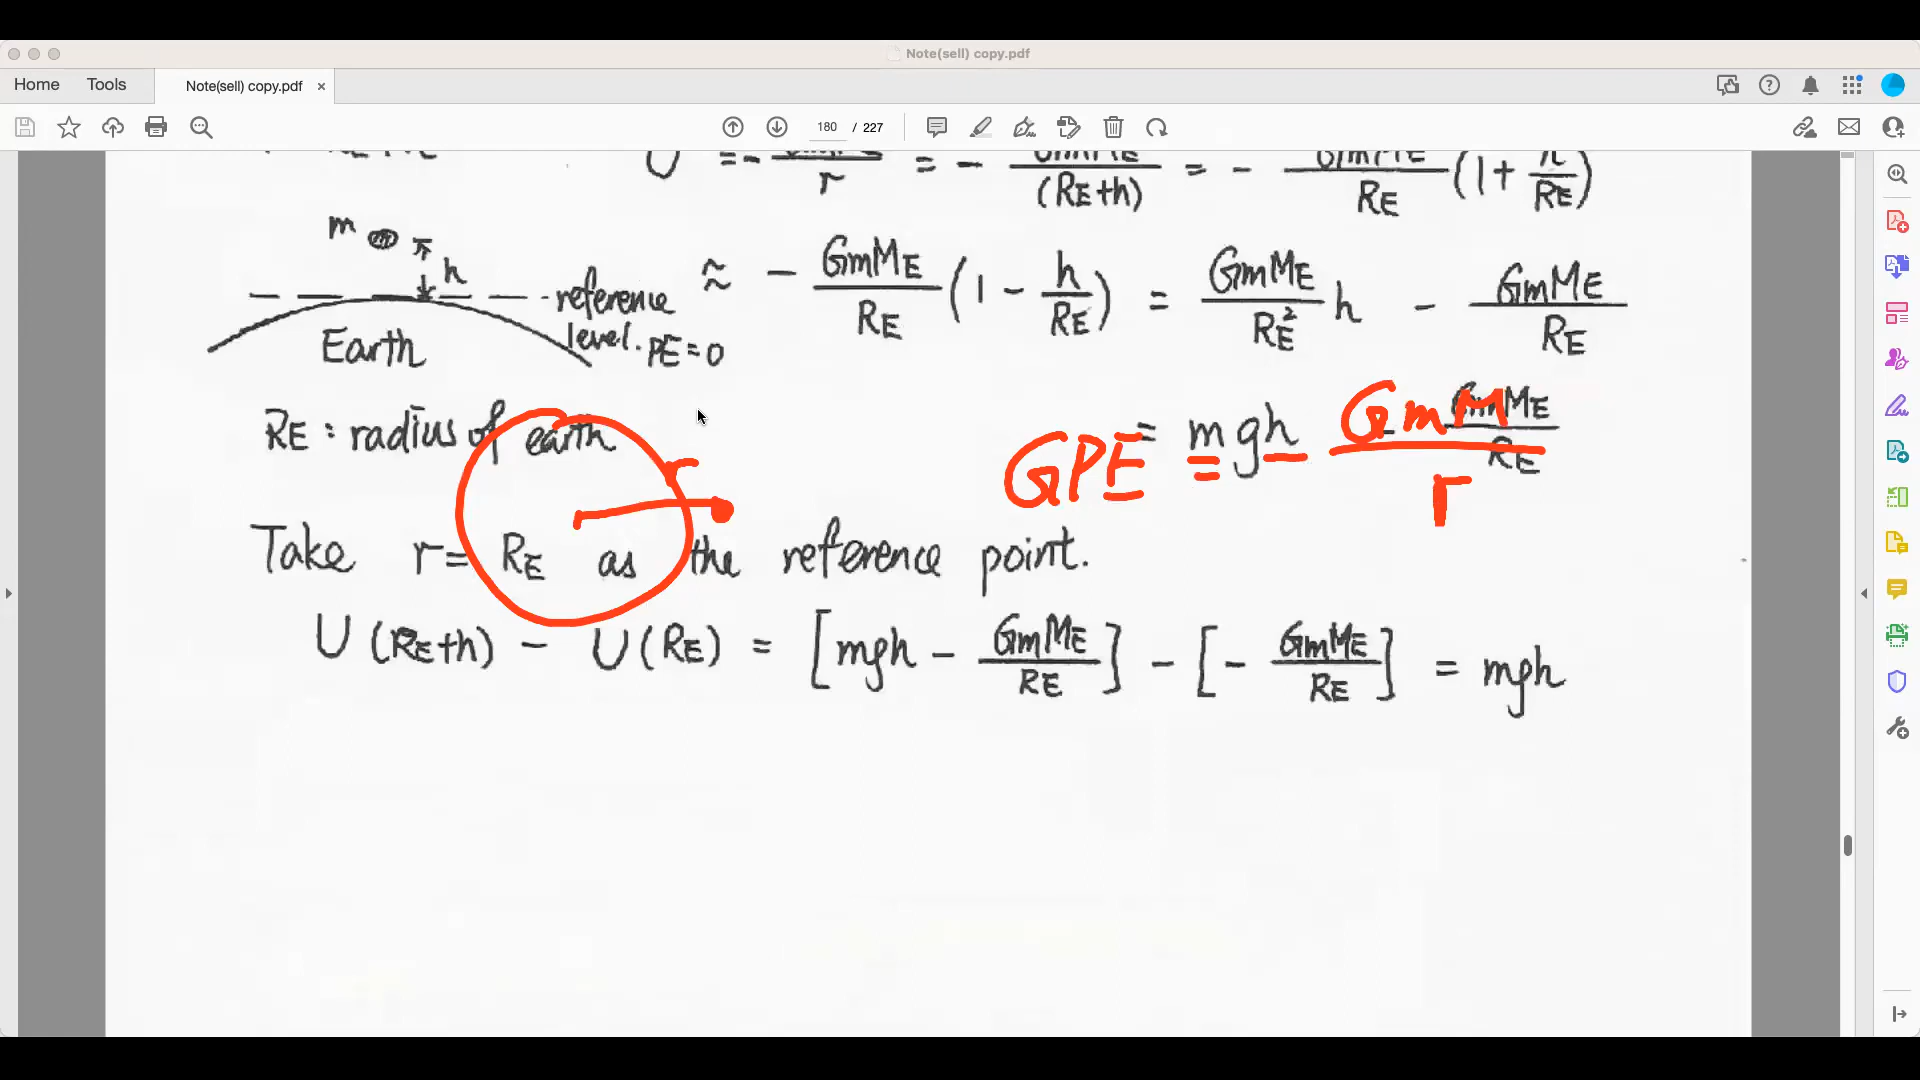 Note(sell) copy.pdf
Home Tools Note(sell) copy.pdf ×
180 / 227
U = - GmME/r = - GmME/(RE+h) = - GmME/RE (1 + h/RE)
m
h
reference level. PE = 0
Earth
≈ - GmME/RE (1 - h/RE) = GmME/RE² h - GmME/RE
RE : radius of earth
r
GPE
= mgh - GmME/RE
GmM/r
Take r = RE as the reference point.
U (RE+h) - U (RE) = [mgh - GmME/RE] - [- GmME/RE] = mgh